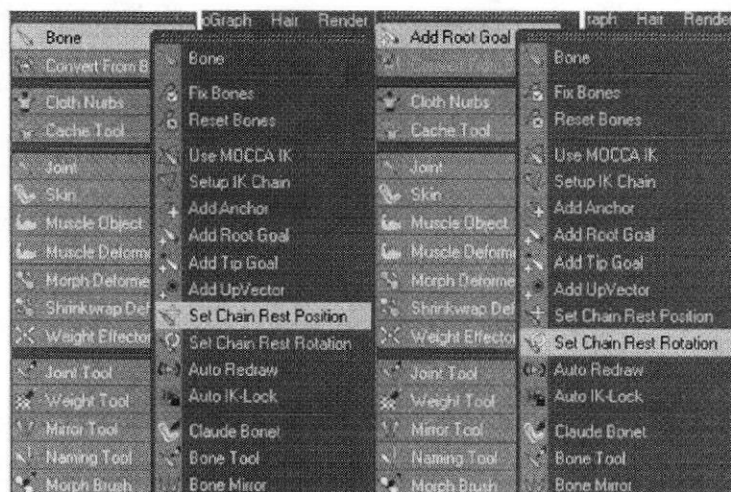 oGraph Hair Render
Bone
Convert From B
Cloth Nurbs
Cache Tool
Joint
Skin
Muscle Object
Muscle Deforme
Morph Deforme
Shrinkwrap Def
Weight Effector
Joint Tool
Weight Tool
Mirror Tool
Naming Tool
Morph Brush
Bone
Fix Bones
Reset Bones
Use MOCCA IK
Setup IK Chain
Add Anchor
Add Root Goal
Add Tip Goal
Add UpVector
Set Chain Rest Position
Set Chain Rest Rotation
Auto Redraw
Auto IK-Lock
Claude Bonet
Bone Tool
Bone Mirror
raph Hair Render
Add Root Goal
Cloth Nurbs
Cache Tool
Joint
Skin
Muscle Object
Muscle Deforme
Morph Deforme
Shrinkwrap Def
Weight Effector
Joint Tool
Weight Tool
Mirror Tool
Naming Tool
Morph Brush
Bone
Fix Bones
Reset Bones
Use MOCCA IK
Setup IK Chain
Add Anchor
Add Root Goal
Add Tip Goal
Add UpVector
Set Chain Rest Position
Set Chain Rest Rotation
Auto Redraw
Auto IK-Lock
Claude Bonet
Bone Tool
Bone Mirror